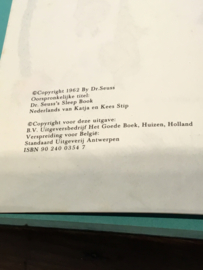 ©Copyright 1962 By Dr.Seuss
Oorspronkelijke titel:
Dr. Seuss's Sleep Book
Nederlands van Katja en Kees Stip
©Copyright voor deze uitgave:
B.V. Uitgeversbedrijf Het Goede Boek, Huizen, Holland
Verspreiding voor België:
Standaard Uitgeverij Antwerpen
ISBN 90 240 0354 7